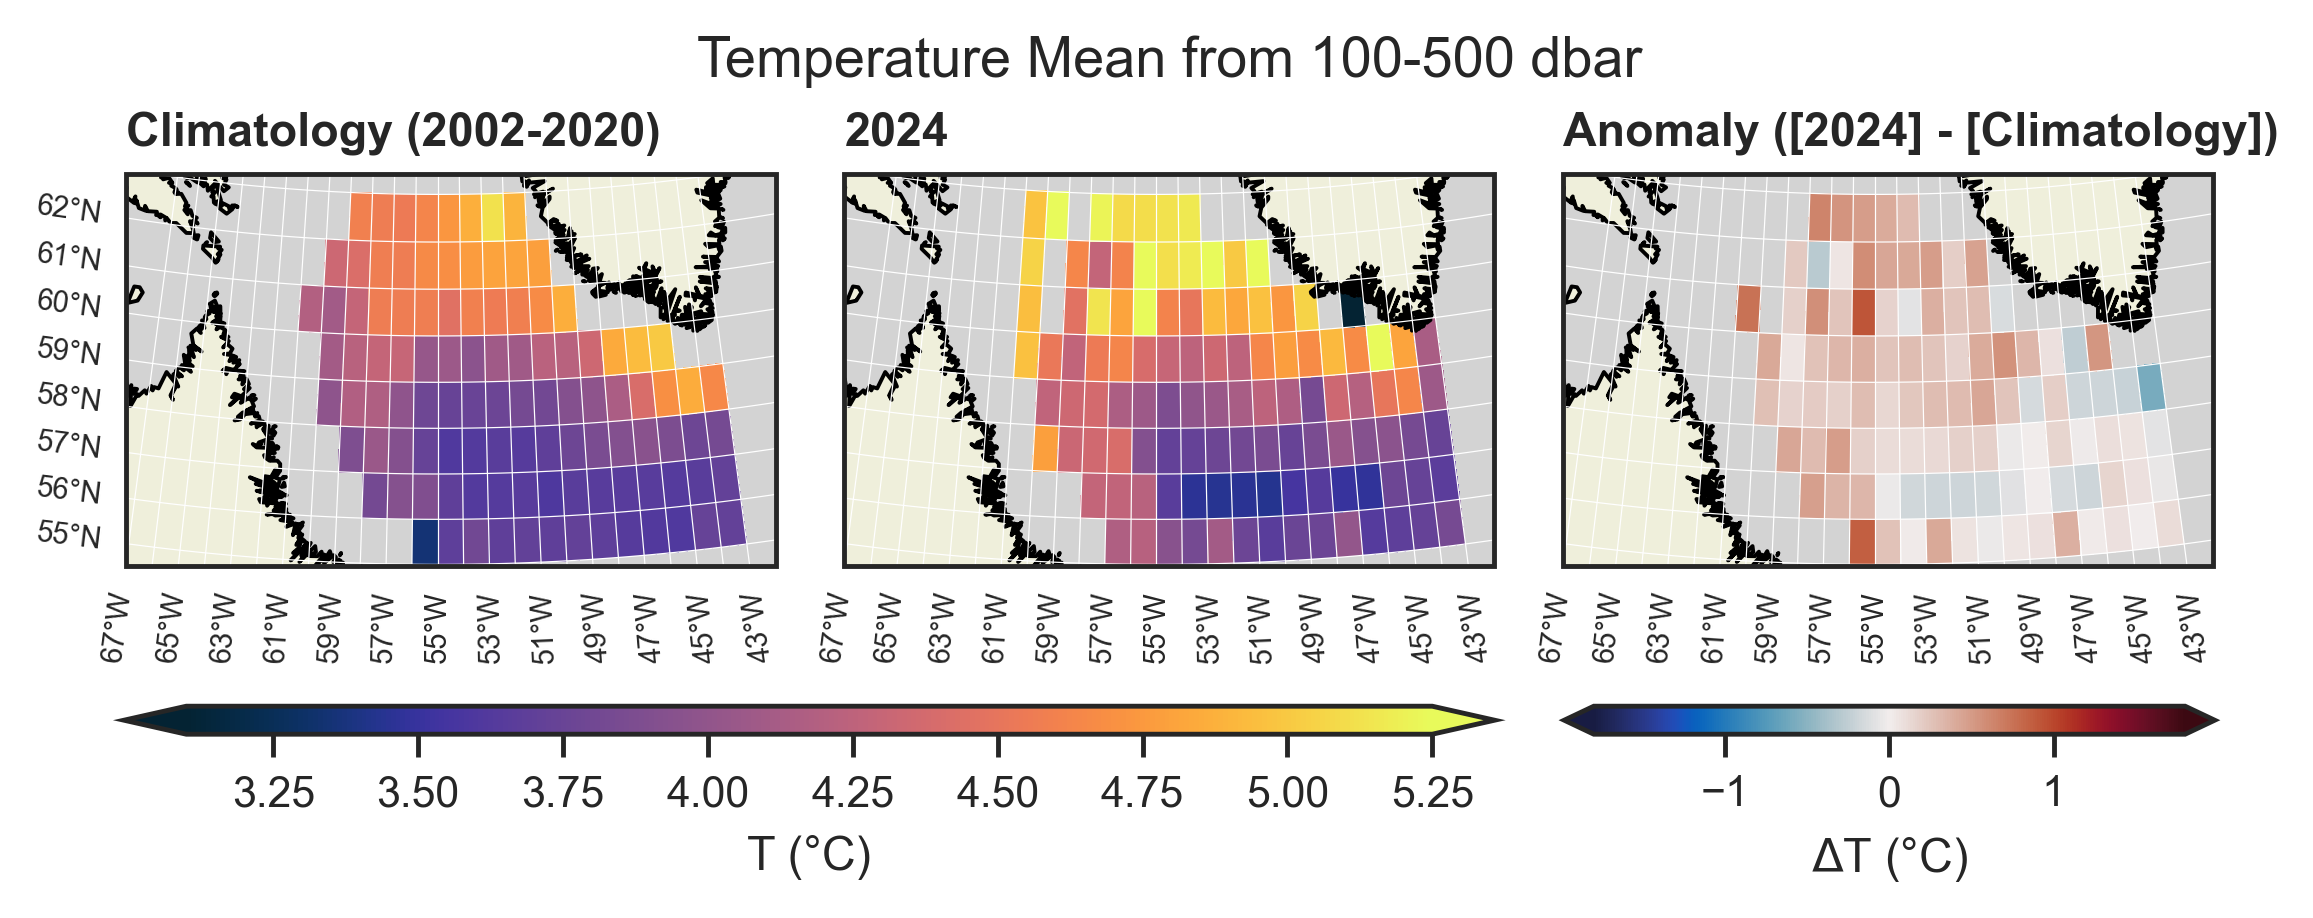 Temperature Mean from 100-500 dbar
Climatology (2002-2020)
2024
Anomaly ([2024] - [Climatology])
62°N
61°N
60°N
59°N
58°N
57°N
56°N
55°N
67°W 65°W 63°W 61°W 59°W 57°W 55°W 53°W 51°W 49°W 47°W 45°W 43°W
67°W 65°W 63°W 61°W 59°W 57°W 55°W 53°W 51°W 49°W 47°W 45°W 43°W
67°W 65°W 63°W 61°W 59°W 57°W 55°W 53°W 51°W 49°W 47°W 45°W 43°W
3.25 3.50 3.75 4.00 4.25 4.50 4.75 5.00 5.25
T (°C)
−1 0 1
ΔT (°C)